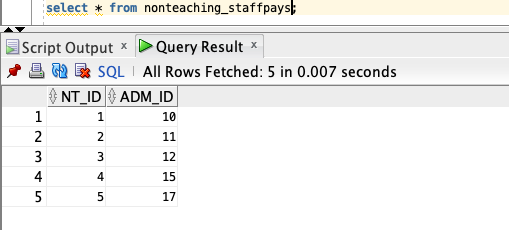 select * from nonteaching_staffpays;
Script Output x Query Result x
SQL | All Rows Fetched: 5 in 0.007 seconds
NT_ID ADM_ID
1 1 10
2 2 11
3 3 12
4 4 15
5 5 17